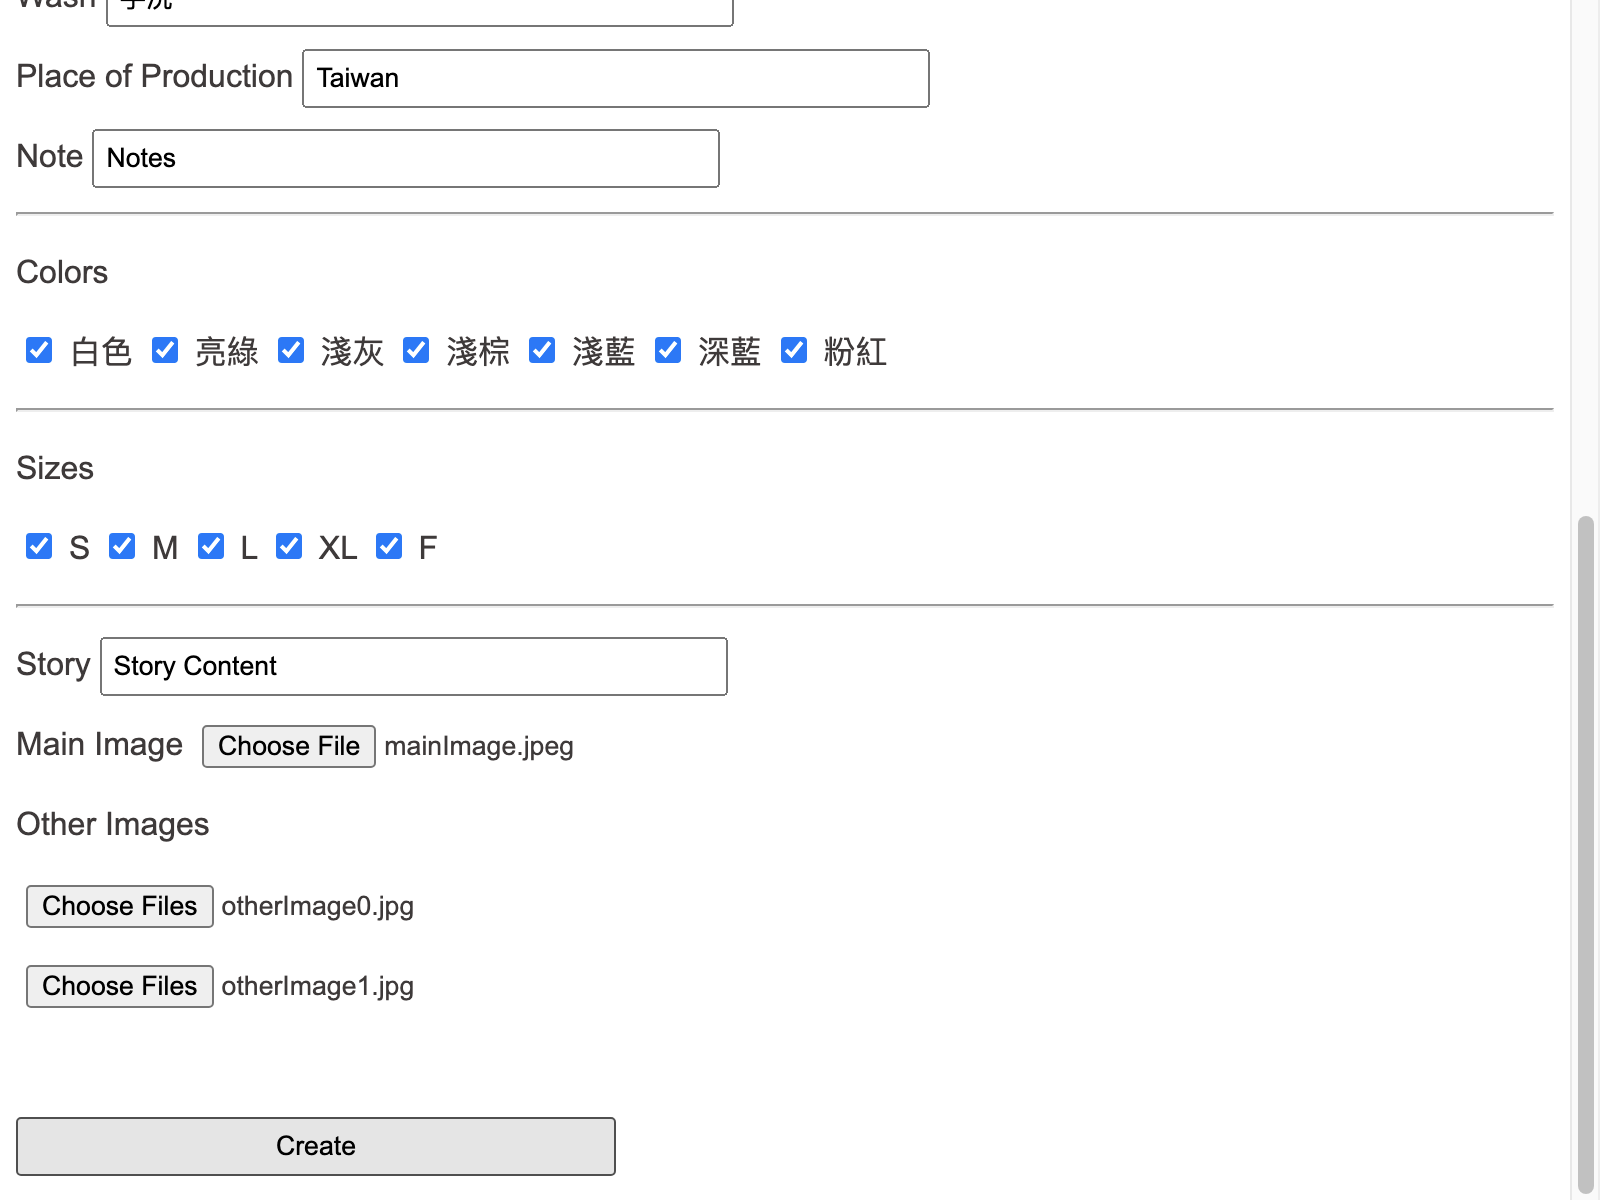 Wash 手洗
Place of Production Taiwan
Note Notes
Colors
白色 亮綠 淺灰 淺棕 淺藍 深藍 粉紅
Sizes
S M L XL F
Story Story Content
Main Image Choose File mainImage.jpeg
Other Images
Choose Files otherImage0.jpg
Choose Files otherImage1.jpg
Create